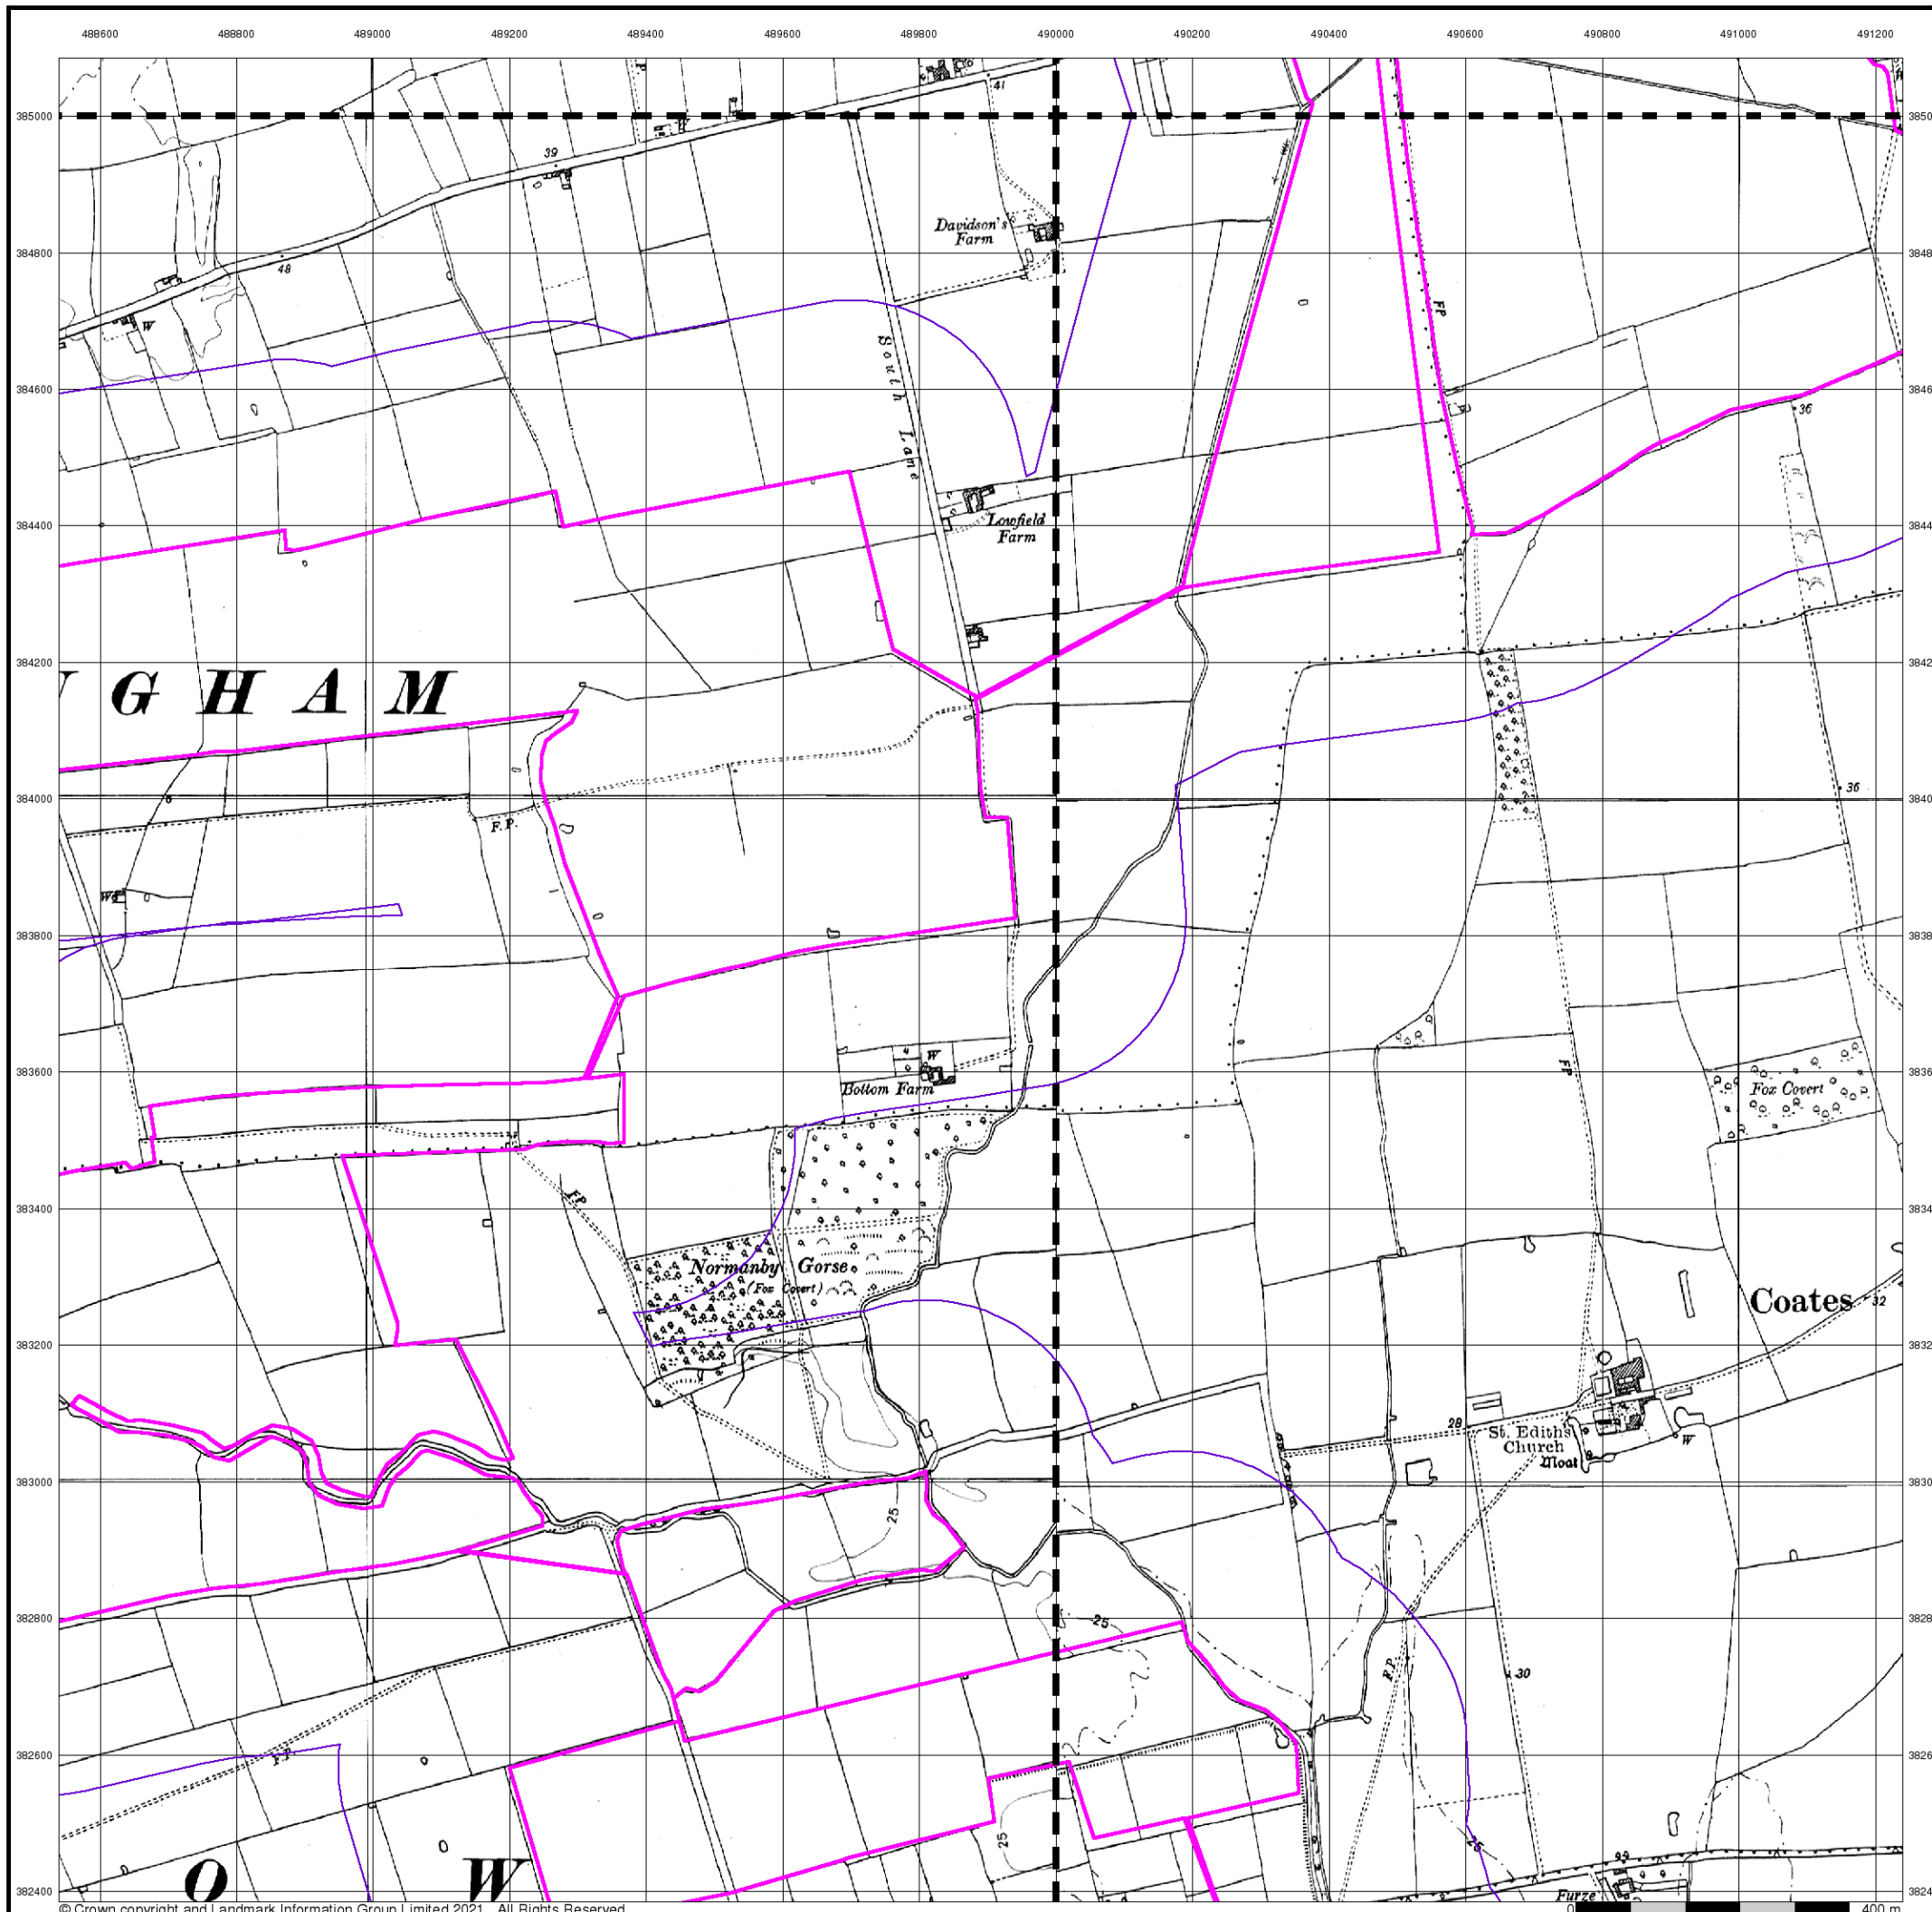 488600 488800 489000 489200 489400 489600 489800 490000 490200 490400 490600 490800 491000 491200
385000
384800
384600
384400
384200
384000
383800
383600
383400
383200
383000
382800
382600
382400
41
39
48
W
Davidson's
Farm
South Lane
FP
36
Lowfield
Farm
G H A M
F.P.
36
W
4
W
Bottom Farm
FP
Fox Covert
FP
Normanby Gorse
(Fox Covert)
Coates
32
28
St. Edith's
Church
Moat
W
25
25
F.P.
30
F.P.
25
25
O W
Furze
© Crown copyright and Landmark Information Group Limited 2021. All Rights Reserved.
0 400 m